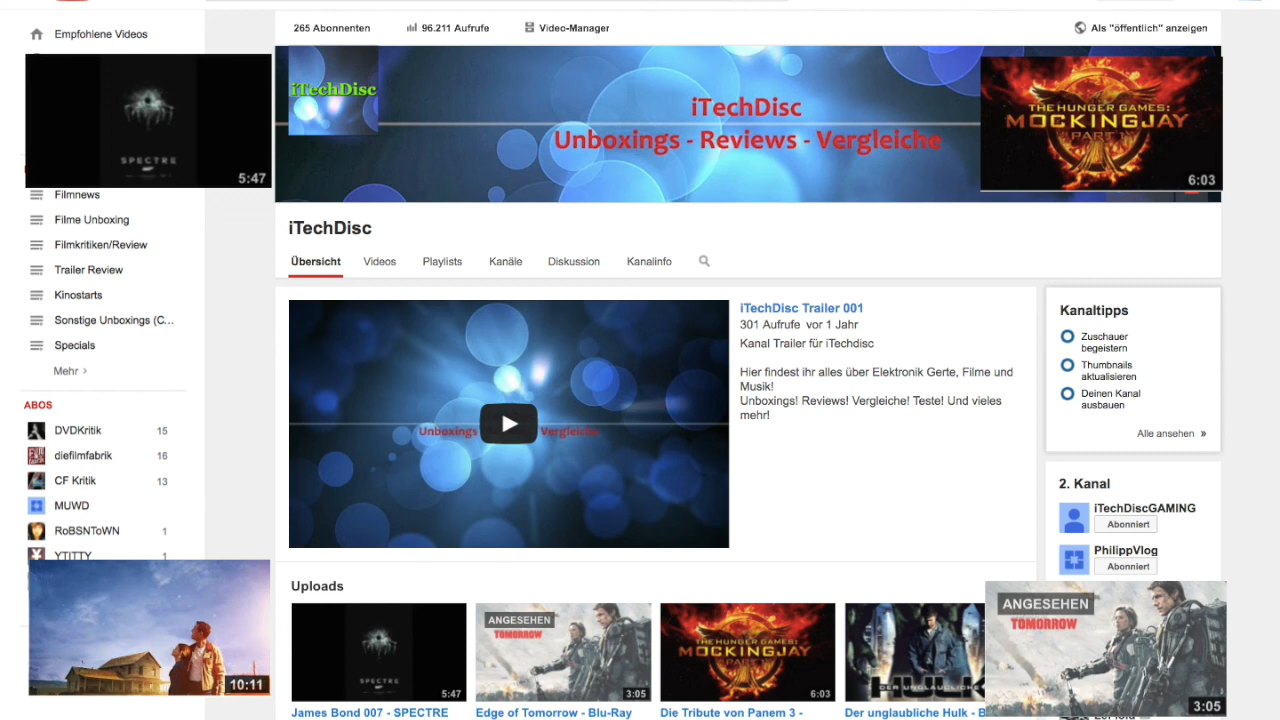 Empfohlene Videos
265 Abonnenten
96.211 Aufrufe
Video-Manager
Als "öffentlich" anzeigen
SPECTRE
5:47
iTechDisc
iTechDisc
Unboxings - Reviews - Vergleiche
THE HUNGER GAMES:
MOCKINGJAY
PART 1
6:03
Filmnews
Filme Unboxing
Filmkritiken/Review
Trailer Review
Kinostarts
Sonstige Unboxings (C...
Specials
Mehr ›
ABOS
DVDKritik 15
diefilmfabrik 16
CF Kritik 13
MUWD
RoBSNToWN 1
YTITTY 1
10:11
iTechDisc
Übersicht
Videos
Playlists
Kanäle
Diskussion
Kanalinfo
Unboxings
Vergleiche
iTechDisc Trailer 001
301 Aufrufe vor 1 Jahr
Kanal Trailer für iTechdisc
Hier findest ihr alles über Elektronik Gerte, Filme und
Musik!
Unboxings! Reviews! Vergleiche! Teste! Und vieles
mehr!
Kanaltipps
Zuschauer
begeistern
Thumbnails
aktualisieren
Deinen Kanal
ausbauen
Alle ansehen »
2. Kanal
iTechDiscGAMING
Abonniert
PhilippVlog
Abonniert
Uploads
SPECTRE
5:47
James Bond 007 - SPECTRE
ANGESEHEN
TOMORROW
3:05
Edge of Tomorrow - Blu-Ray
THE HUNGER GAMES:
MOCKINGJAY
PART 1
6:03
Die Tribute von Panem 3 -
DER UNGLAUBLICHE
Der unglaubliche Hulk - B
ANGESEHEN
TOMORROW
3:05